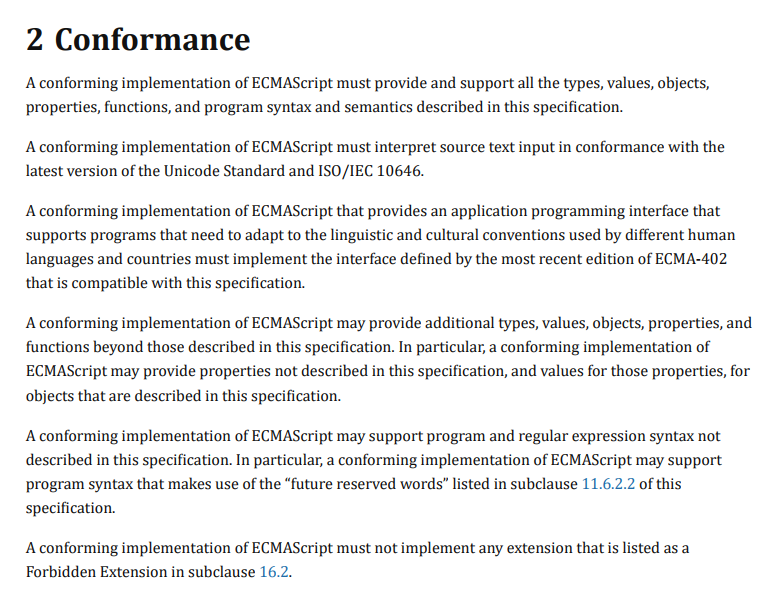 2 Conformance
A conforming implementation of ECMAScript must provide and support all the types, values, objects,
properties, functions, and program syntax and semantics described in this specification.
A conforming implementation of ECMAScript must interpret source text input in conformance with the
latest version of the Unicode Standard and ISO/IEC 10646.
A conforming implementation of ECMAScript that provides an application programming interface that
supports programs that need to adapt to the linguistic and cultural conventions used by different human
languages and countries must implement the interface defined by the most recent edition of ECMA-402
that is compatible with this specification.
A conforming implementation of ECMAScript may provide additional types, values, objects, properties, and
functions beyond those described in this specification. In particular, a conforming implementation of
ECMAScript may provide properties not described in this specification, and values for those properties, for
objects that are described in this specification.
A conforming implementation of ECMAScript may support program and regular expression syntax not
described in this specification. In particular, a conforming implementation of ECMAScript may support
program syntax that makes use of the “future reserved words” listed in subclause 11.6.2.2 of this
specification.
A conforming implementation of ECMAScript must not implement any extension that is listed as a
Forbidden Extension in subclause 16.2.